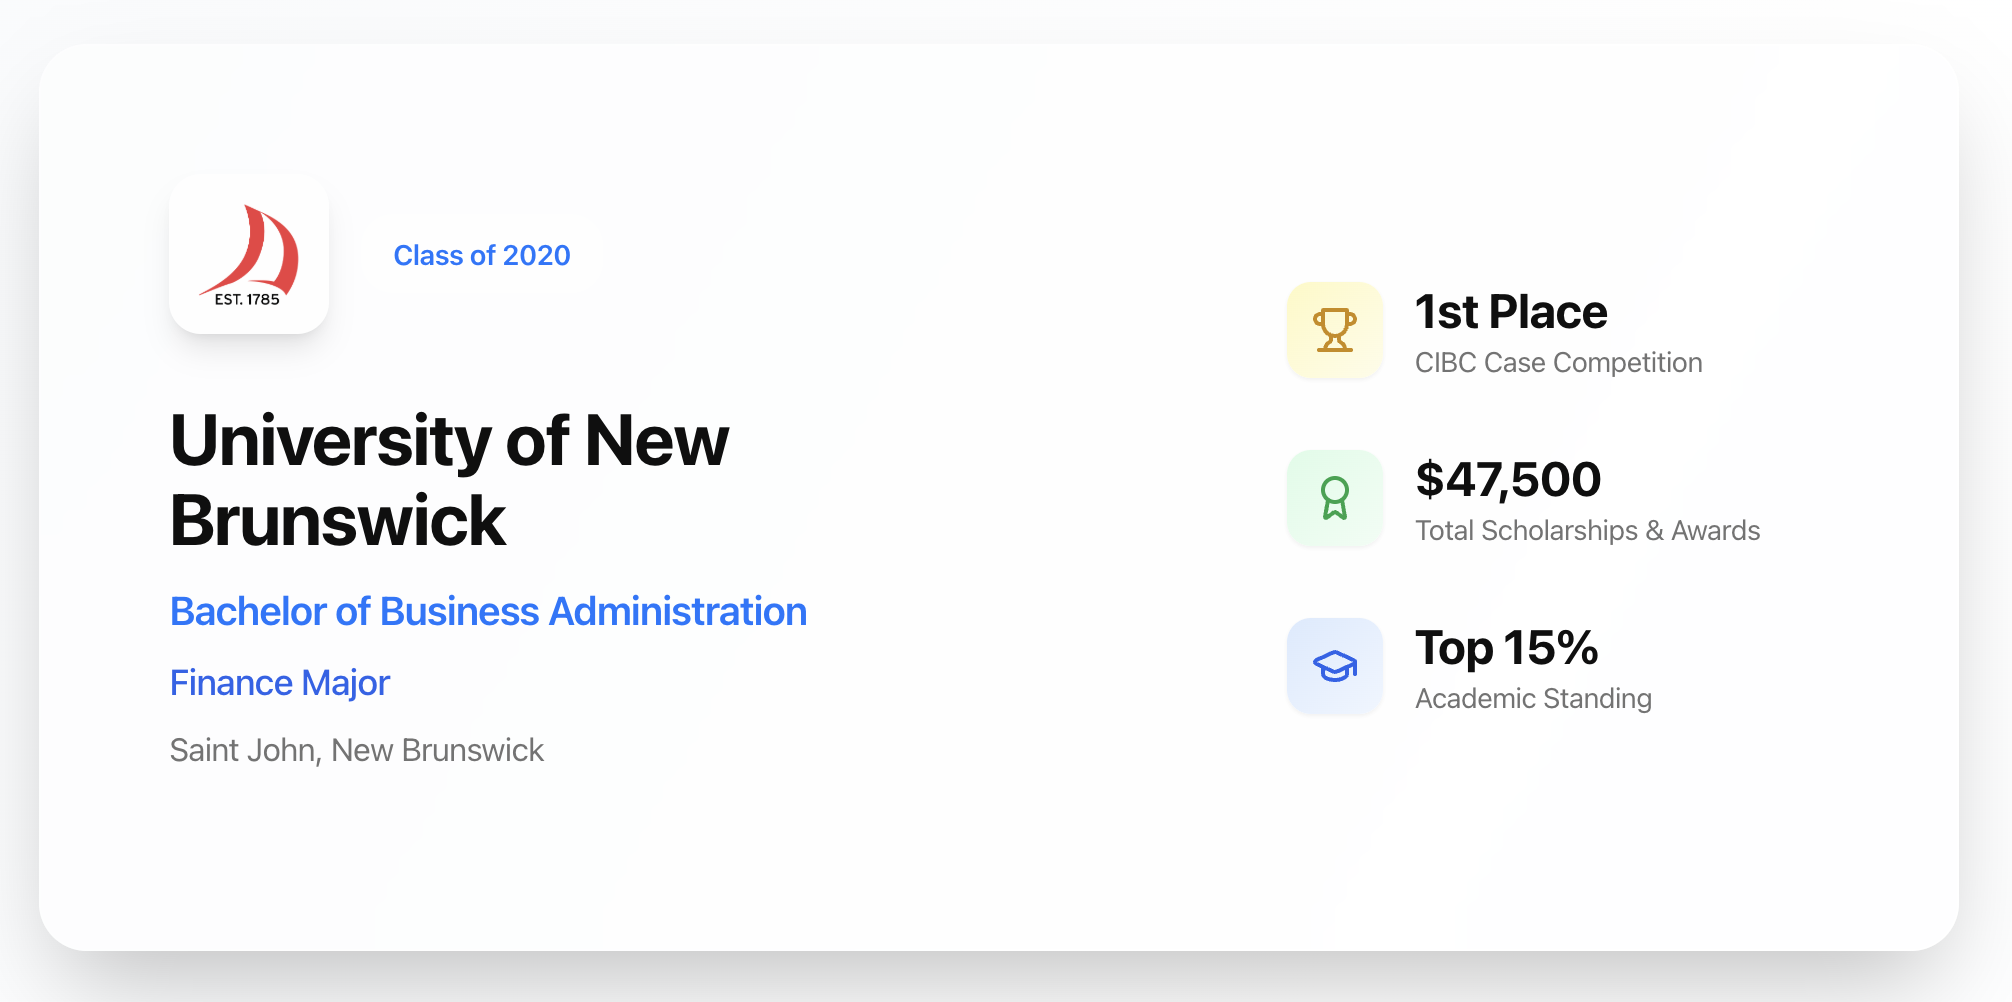 EST. 1785
Class of 2020
University of New
Brunswick
Bachelor of Business Administration
Finance Major
Saint John, New Brunswick
1st Place
CIBC Case Competition
$47,500
Total Scholarships & Awards
Top 15%
Academic Standing